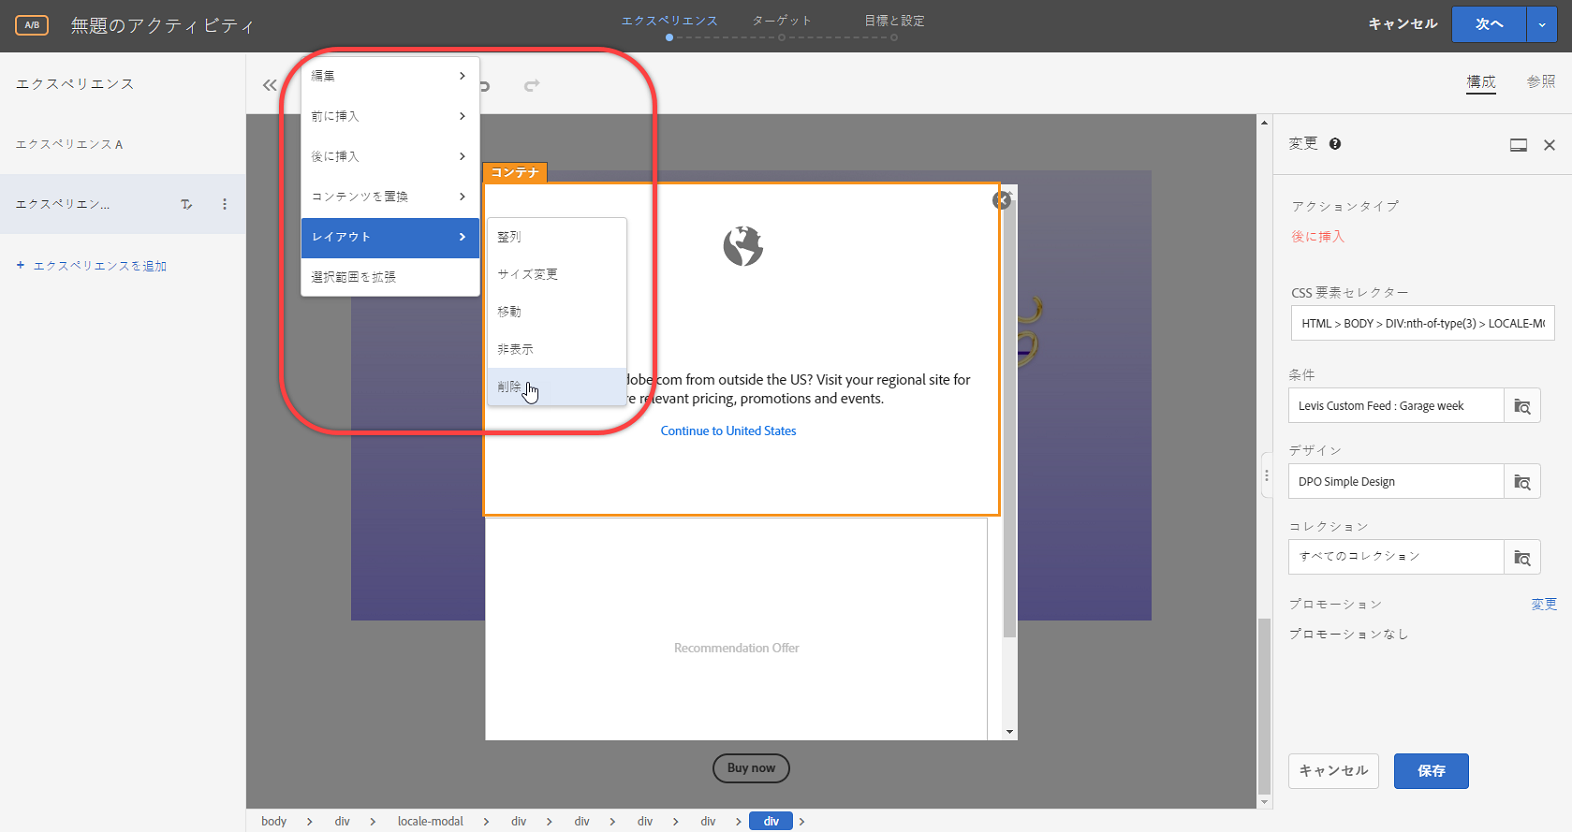 A/B
無題のアクティビティ
エクスペリエンス
ターゲット
目標と設定
キャンセル
次へ
エクスペリエンス
エクスペリエンス A
エクスペリエン...
+ エクスペリエンスを追加
編集
前に挿入
後に挿入
コンテンツを置換
レイアウト
選択範囲を拡張
整列
サイズ変更
移動
非表示
削除
コンテナ
dobe.com from outside the US? Visit your regional site for
re relevant pricing, promotions and events.
Continue to United States
Recommendation Offer
Buy now
構成
参照
変更
アクションタイプ
後に挿入
CSS 要素セレクター
HTML > BODY > DIV:nth-of-type(3) > LOCALE-MO
条件
Levis Custom Feed : Garage week
デザイン
DPO Simple Design
コレクション
すべてのコレクション
プロモーション
変更
プロモーションなし
キャンセル
保存
body > div > locale-modal > div > div > div > div > div >